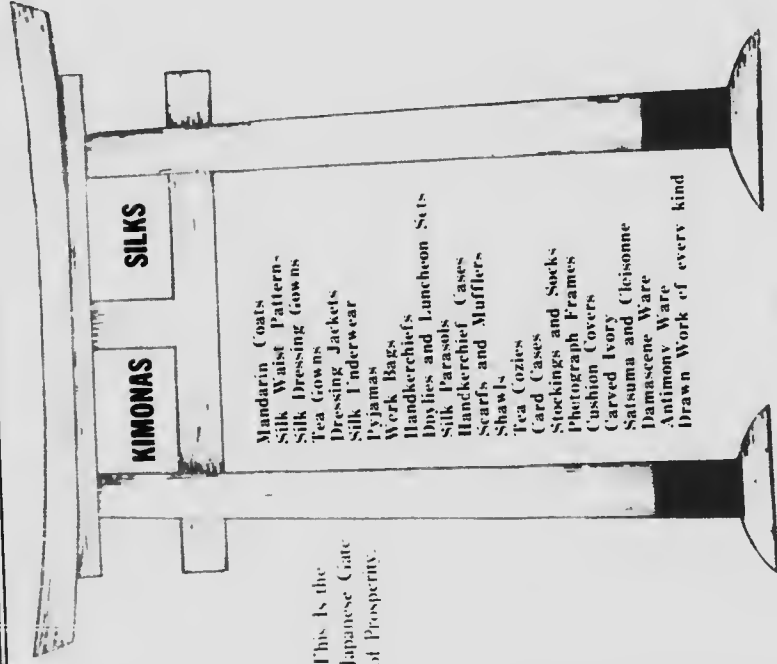 KIMONAS
SILKS
This Is the
Japanese Gate
of Prosperity.
Mandarin Coats
Silk Waist Patterns
Silk Dressing Gowns
Tea Gowns
Dressing Jackets
Silk Underwear
Pyjamas
Work Bags
Handkerchiefs
Doylies and Luncheon Sets
Silk Parasols
Handkerchief Cases
Scarfs and Mufflers
Shawls
Tea Cozies
Card Cases
Stockings and Socks
Photograph Frames
Cushion Covers
Carved Ivory
Satsuma and Cloisonne
Damascene Ware
Antimony Ware
Drawn Work of every kind